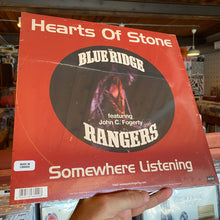 Hearts Of Stone
BLUE RIDGE
featuring
John C. Fogerty
RANGERS
Somewhere Listening